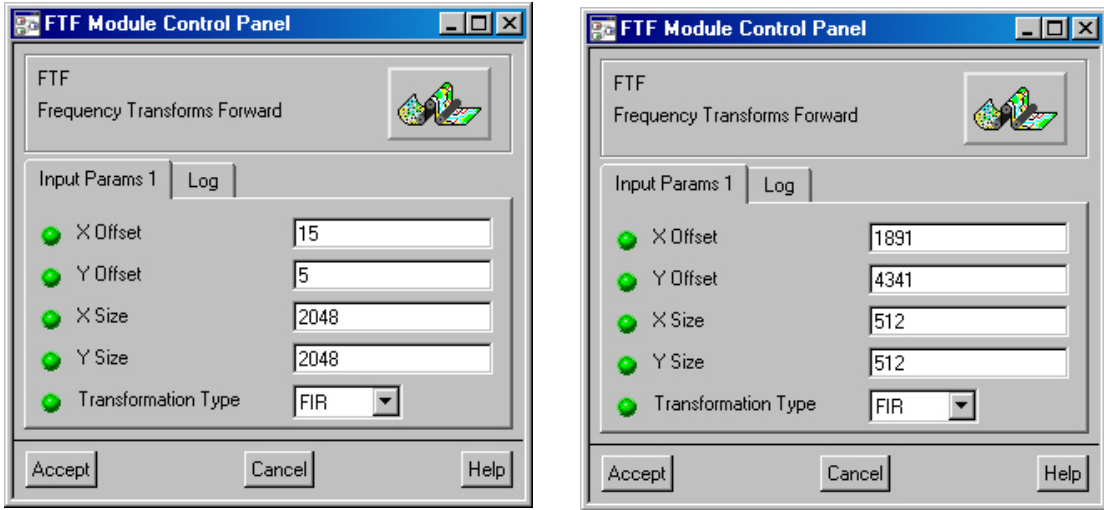 FTF Module Control Panel
FTF
Frequency Transforms Forward
Input Params 1 Log
X Offset 15
Y Offset 5
X Size 2048
Y Size 2048
Transformation Type FIR
Accept Cancel Help
FTF Module Control Panel
FTF
Frequency Transforms Forward
Input Params 1 Log
X Offset 1891
Y Offset 4341
X Size 512
Y Size 512
Transformation Type FIR
Accept Cancel Help